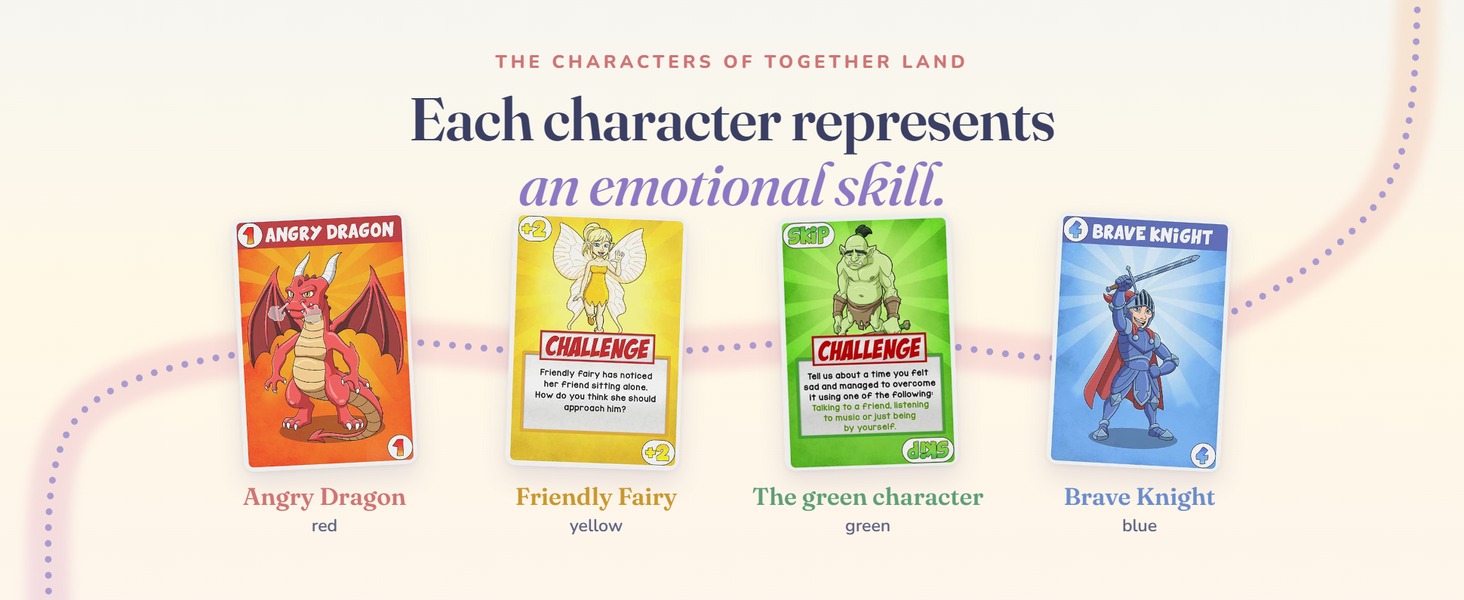 THE CHARACTERS OF TOGETHER LAND
Each character represents
an emotional skill.
1 ANGRY DRAGON
1
Angry Dragon
red
+2
CHALLENGE
Friendly Fairy has noticed
her friend sitting alone.
How do you think she should
approach him?
+2
Friendly Fairy
yellow
SKIP
CHALLENGE
Tell us about a time you felt
sad and managed to overcome
it using one of the following:
Talking to a friend, listening
to music or just being
by yourself.
SKIP
The green character
green
4 BRAVE KNIGHT
4
Brave Knight
blue